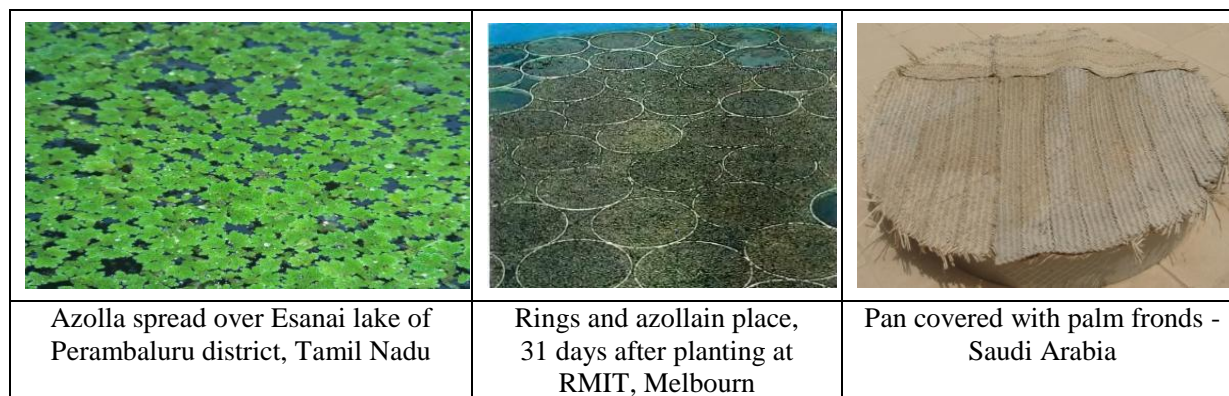 Azolla spread over Esanai lake of
Perambaluru district, Tamil Nadu
Rings and azollain place,
31 days after planting at
RMIT, Melbourn
Pan covered with palm fronds -
Saudi Arabia